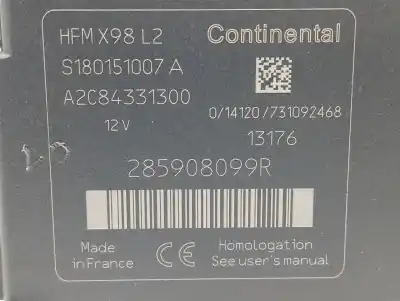 HFM X98 L2
Continental
S180151007 A
A2C84331300
12V
0/14120/731092468
13176
285908099R
Made in France
CE
Homologation
See user's manual